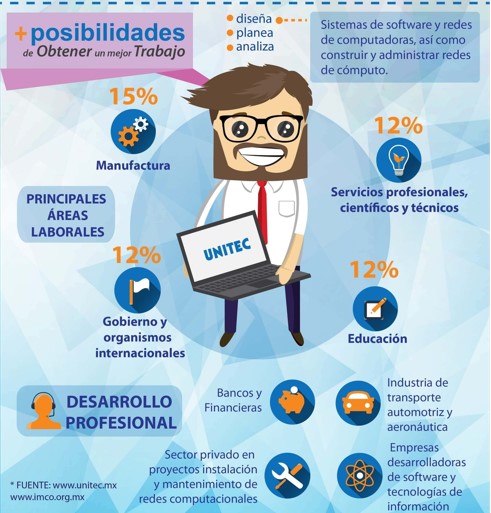 +posibilidades
de Obtener un mejor Trabajo
diseña
planea
analiza
Sistemas de software y redes
de computadoras, así como
construir y administrar redes
de cómputo.
15%
Manufactura
12%
Servicios profesionales,
científicos y técnicos
PRINCIPALES
ÁREAS
LABORALES
UNITEC
12%
Gobierno y
organismos
internacionales
12%
Educación
DESARROLLO
PROFESIONAL
Bancos y
Financieras
Industria de
transporte
automotriz y
aeronáutica
Sector privado en
proyectos instalación
y mantenimiento de
redes computacionales
Empresas
desarrolladoras
de software y
tecnologías de
información
* FUENTE: www.unitec.mx
www.imco.org.mx